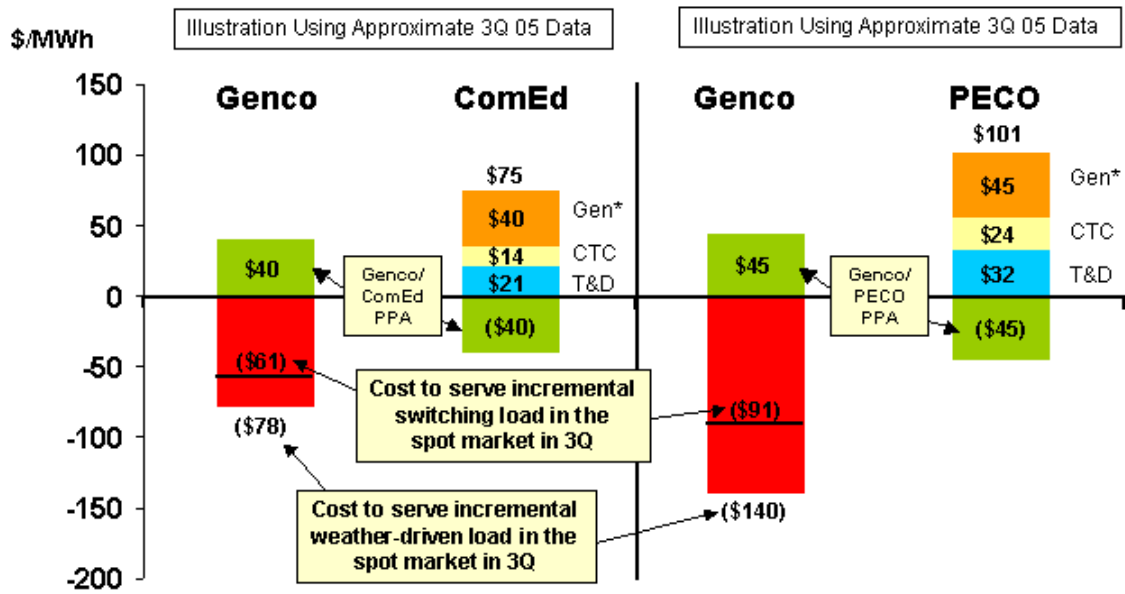 Illustration Using Approximate 3Q 05 Data
Illustration Using Approximate 3Q 05 Data
$/MWh
150
100
50
0
-50
-100
-150
-200
Genco
ComEd
$75
$40
Gen*
$14
CTC
$21
T&D
$40
Genco/
ComEd
PPA
($40)
($61)
($78)
Genco
PECO
$101
$45
Gen*
$24
CTC
$32
T&D
$45
Genco/
PECO
PPA
($45)
($91)
($140)
Cost to serve incremental
switching load in the
spot market in 3Q
Cost to serve incremental
weather-driven load in the
spot market in 3Q